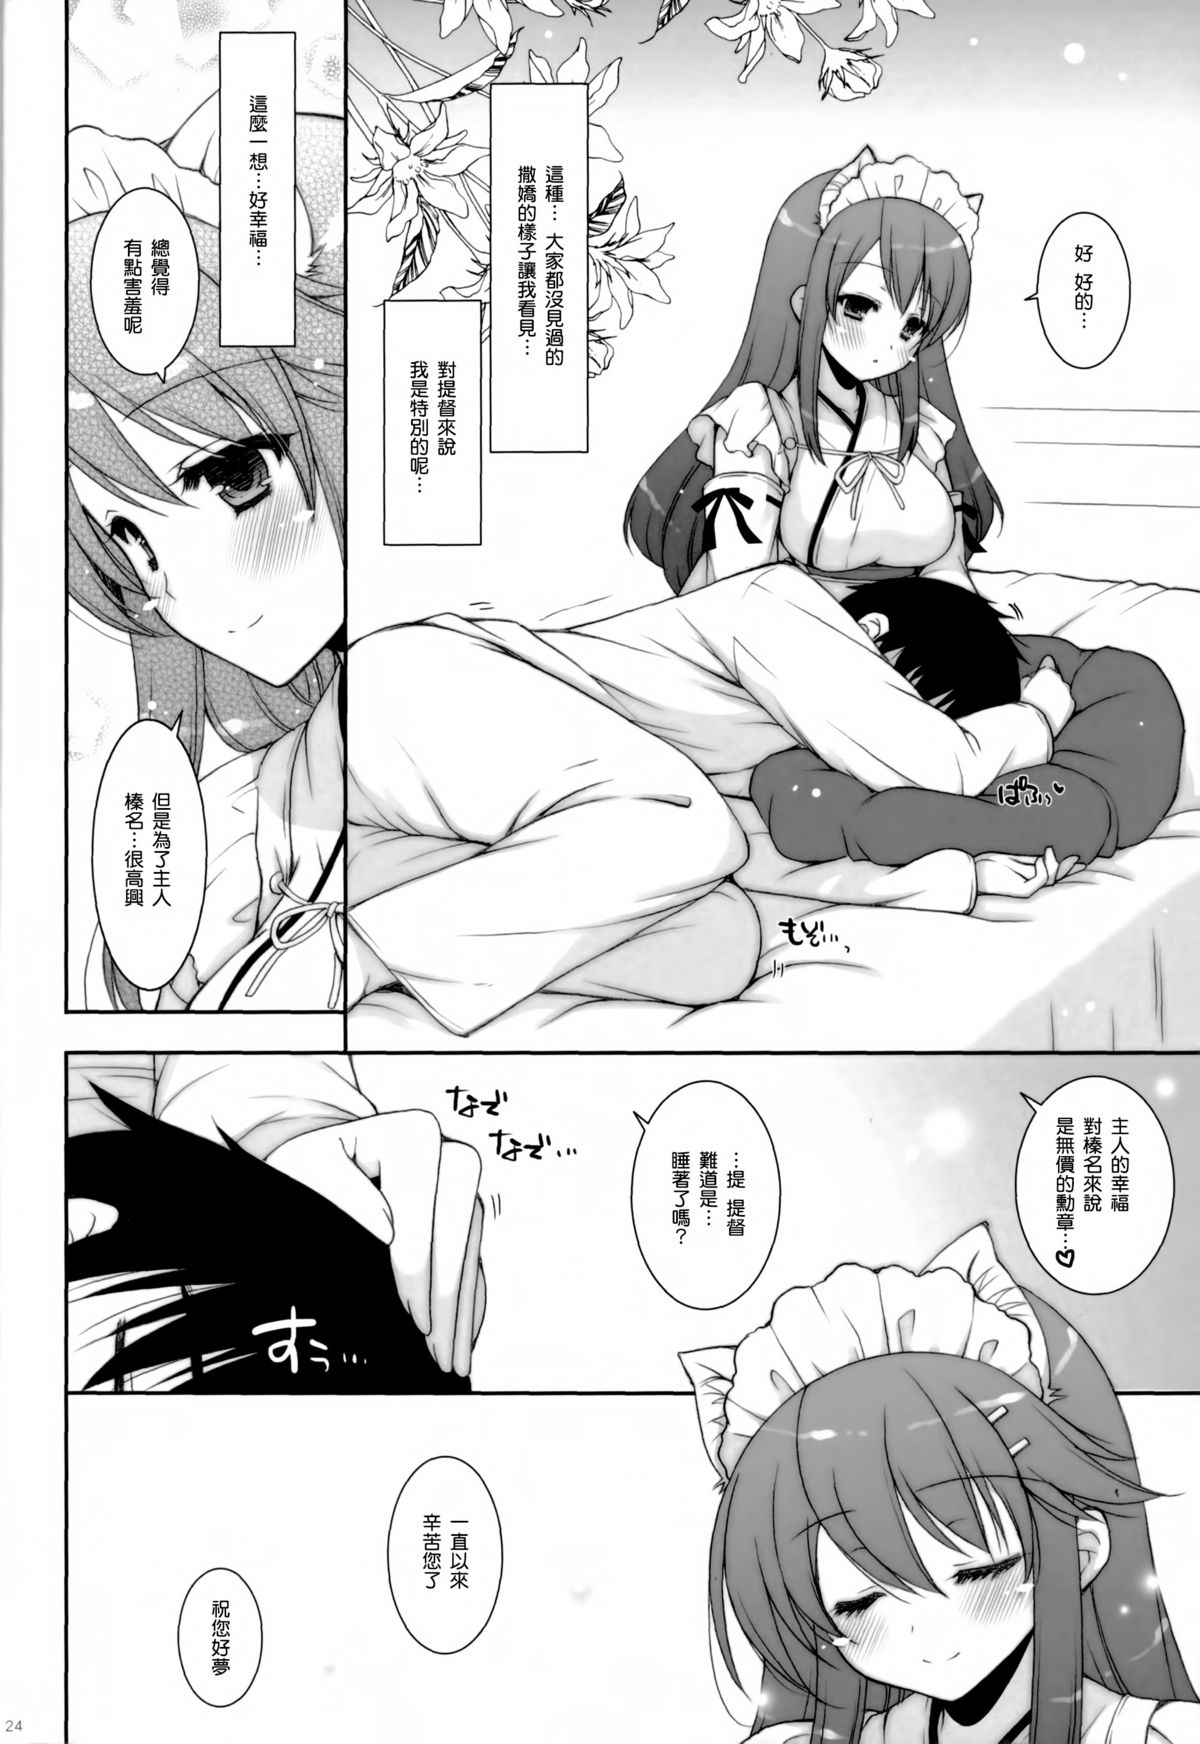 好 好的…
這種… 大家都沒見過的
撒嬌的樣子讓我看見…
對提督來說
我是特別的呢…
ぱふっ♡
もぞ…っ
這麼一想…好幸福…
總覺得
有點害羞呢
但是為了主人
榛名…很高興
主人的幸福
對榛名來說
是無價的勳章…♡
…提 提督
難道是…
睡著了嗎?
なで
なで…
すぅ…
一直以來
辛苦您了
祝您好夢
24